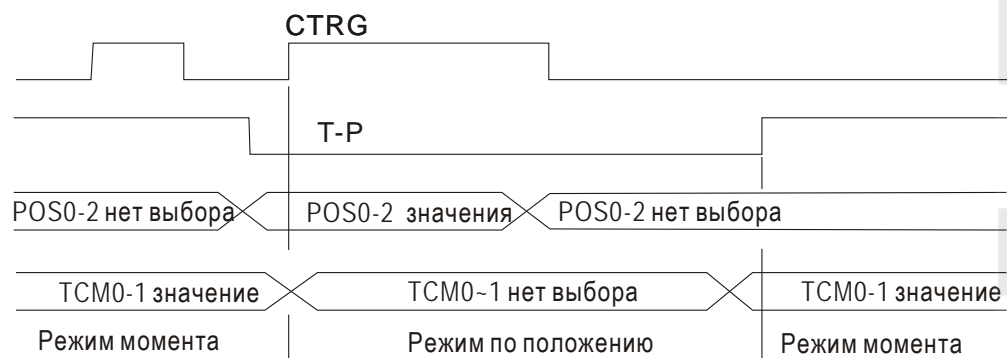 CTRG
T-P
POS0-2 нет выбора POS0-2 значения POS0-2 нет выбора
TCM0-1 значение TCM0~1 нет выбора TCM0-1 значение
Режим момента Режим по положению Режим момента